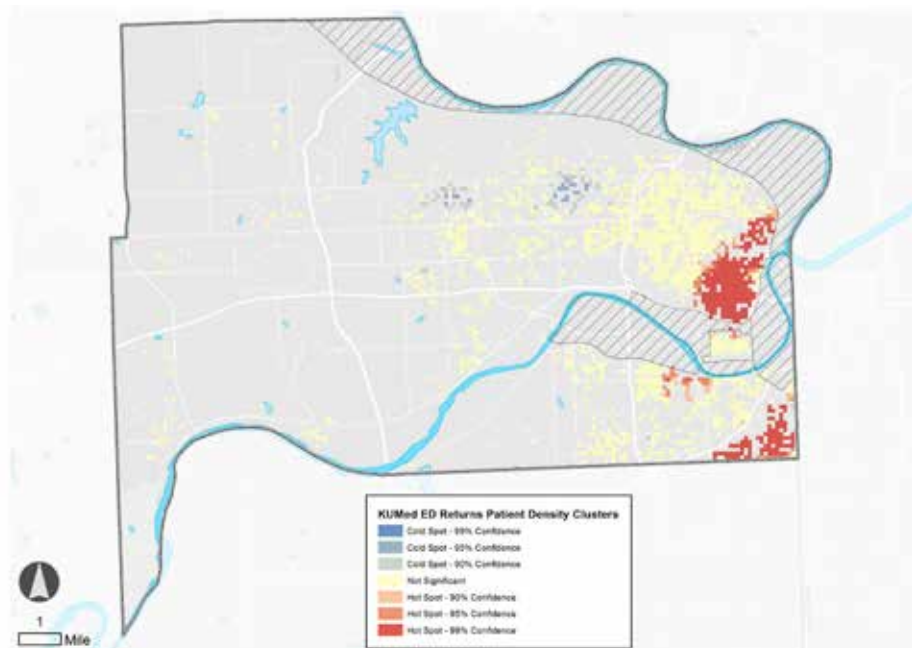 KUMed ED Returns Patient Density Clusters
Cold Spot - 99% Confidence
Cold Spot - 95% Confidence
Cold Spot - 90% Confidence
Not Significant
Hot Spot - 90% Confidence
Hot Spot - 95% Confidence
Hot Spot - 99% Confidence
1
Mile